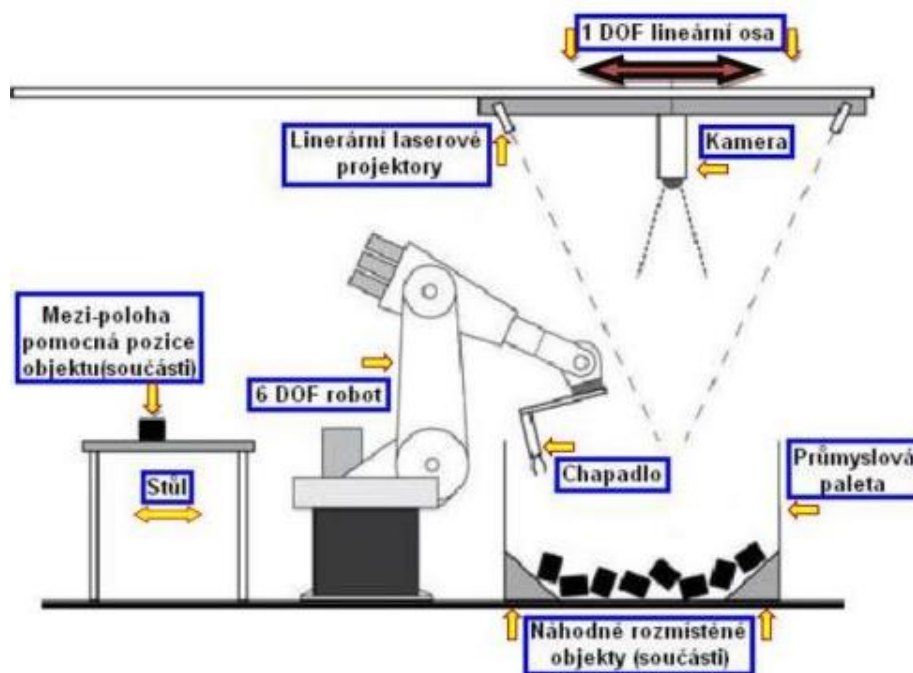 1 DOF lineární osa
Linerární laserové
projektory
Kamera
Mezi-poloha
pomocná pozice
objektu(součásti)
6 DOF robot
Stůl
Chapadlo
Průmyslová
paleta
Náhodné rozmístěné
objekty (součásti)